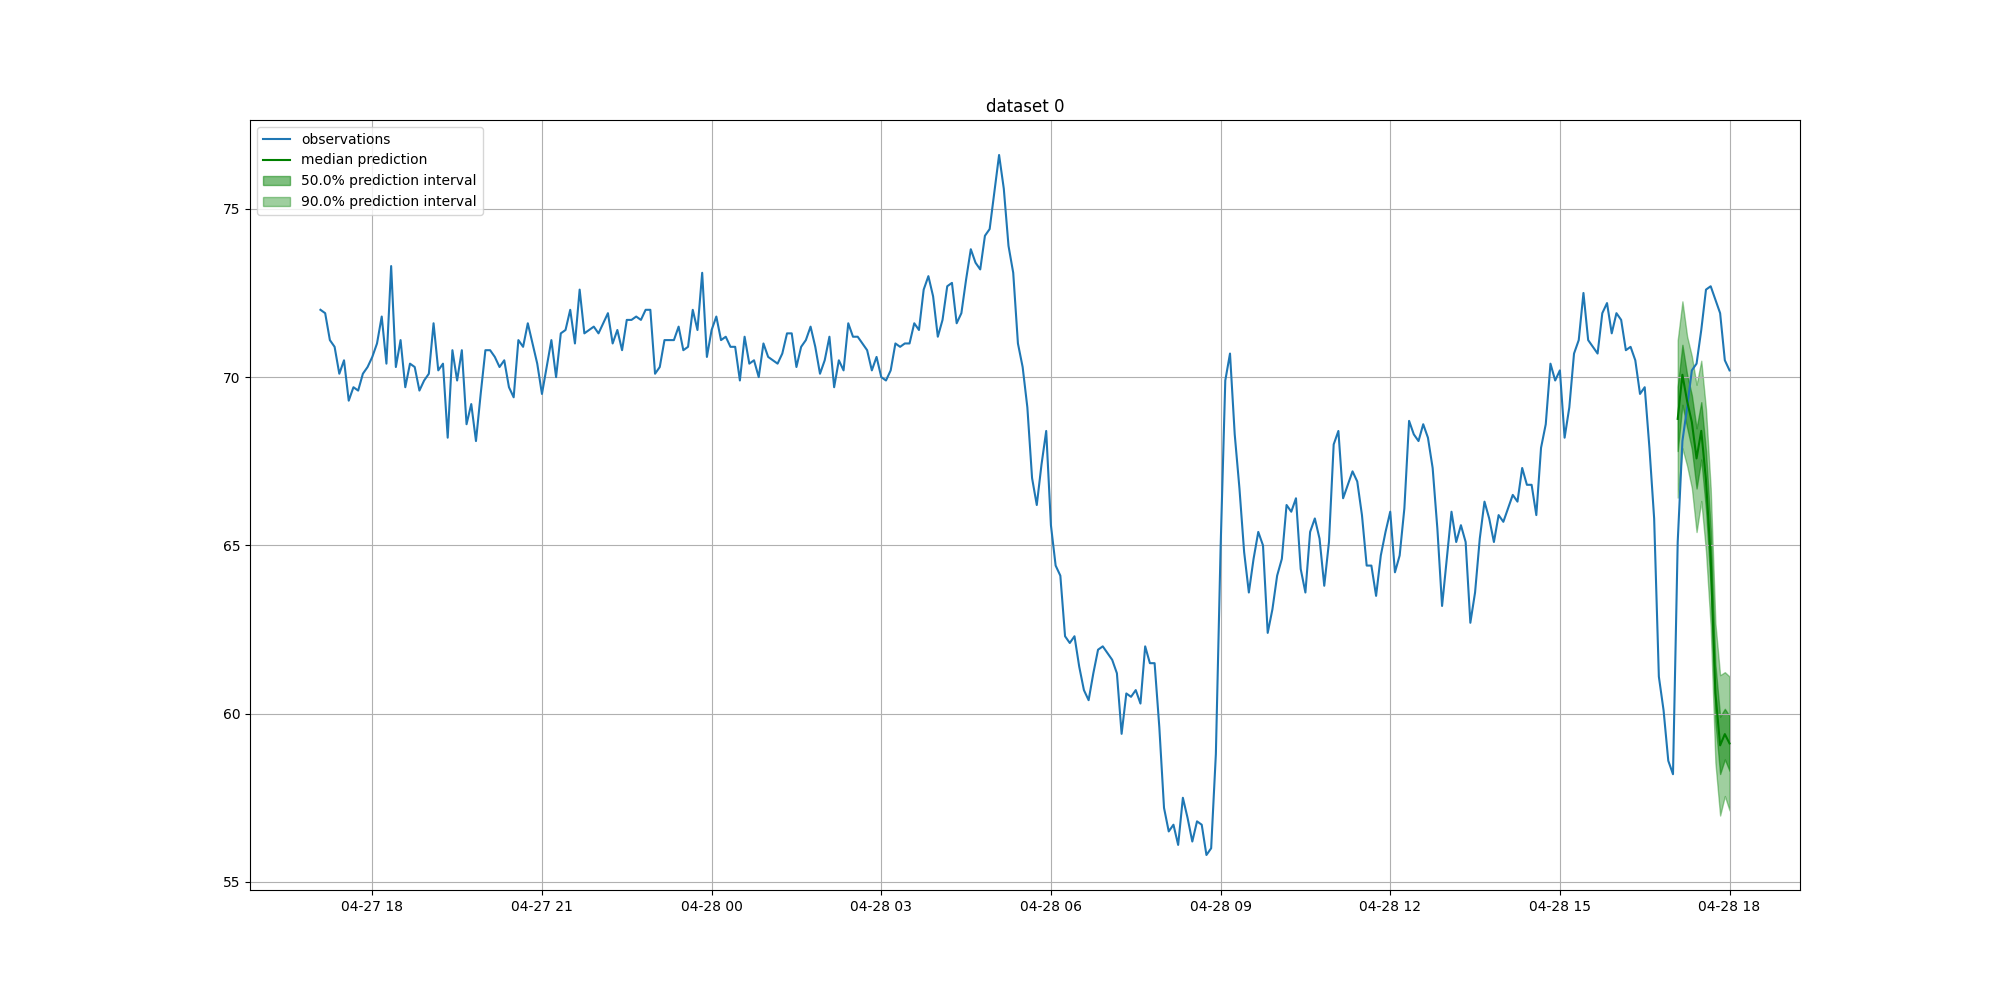 dataset 0
observations
median prediction
50.0% prediction interval
90.0% prediction interval
75
70
65
60
55
04-27 18
04-27 21
04-28 00
04-28 03
04-28 06
04-28 09
04-28 12
04-28 15
04-28 18